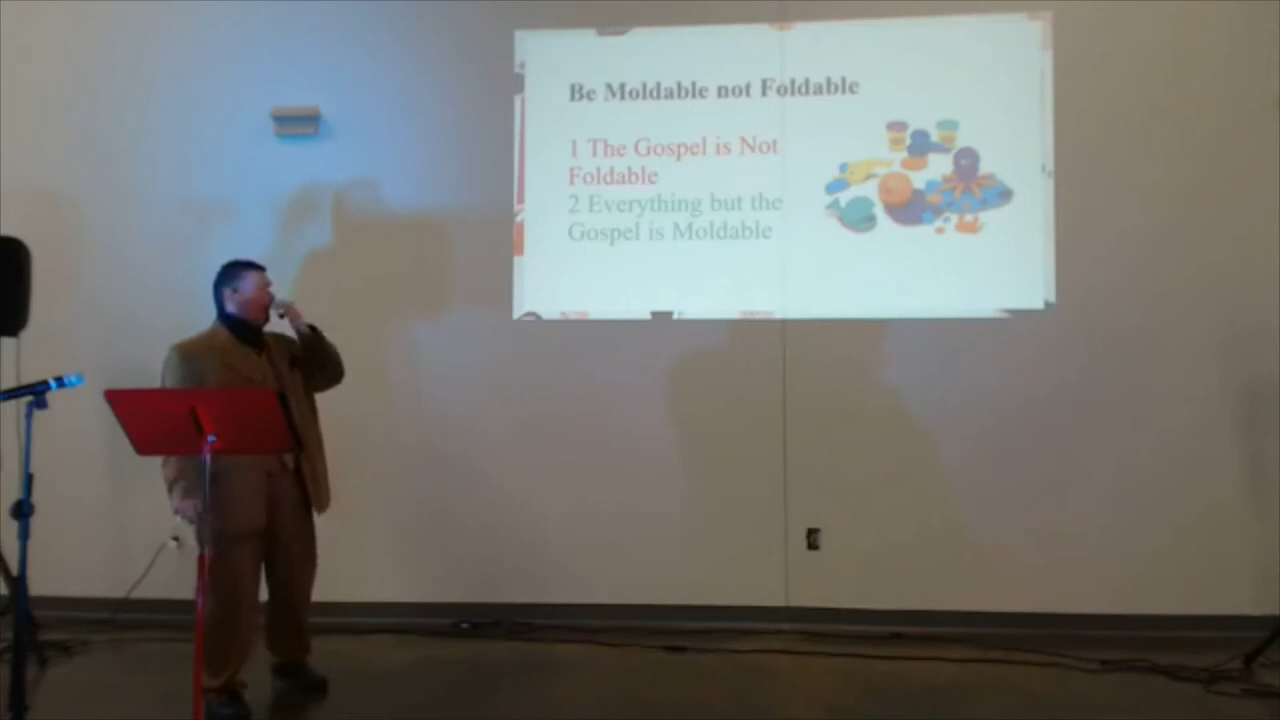 Be Moldable not Foldable
1 The Gospel is Not
Foldable
2 Everything but the
Gospel is Moldable